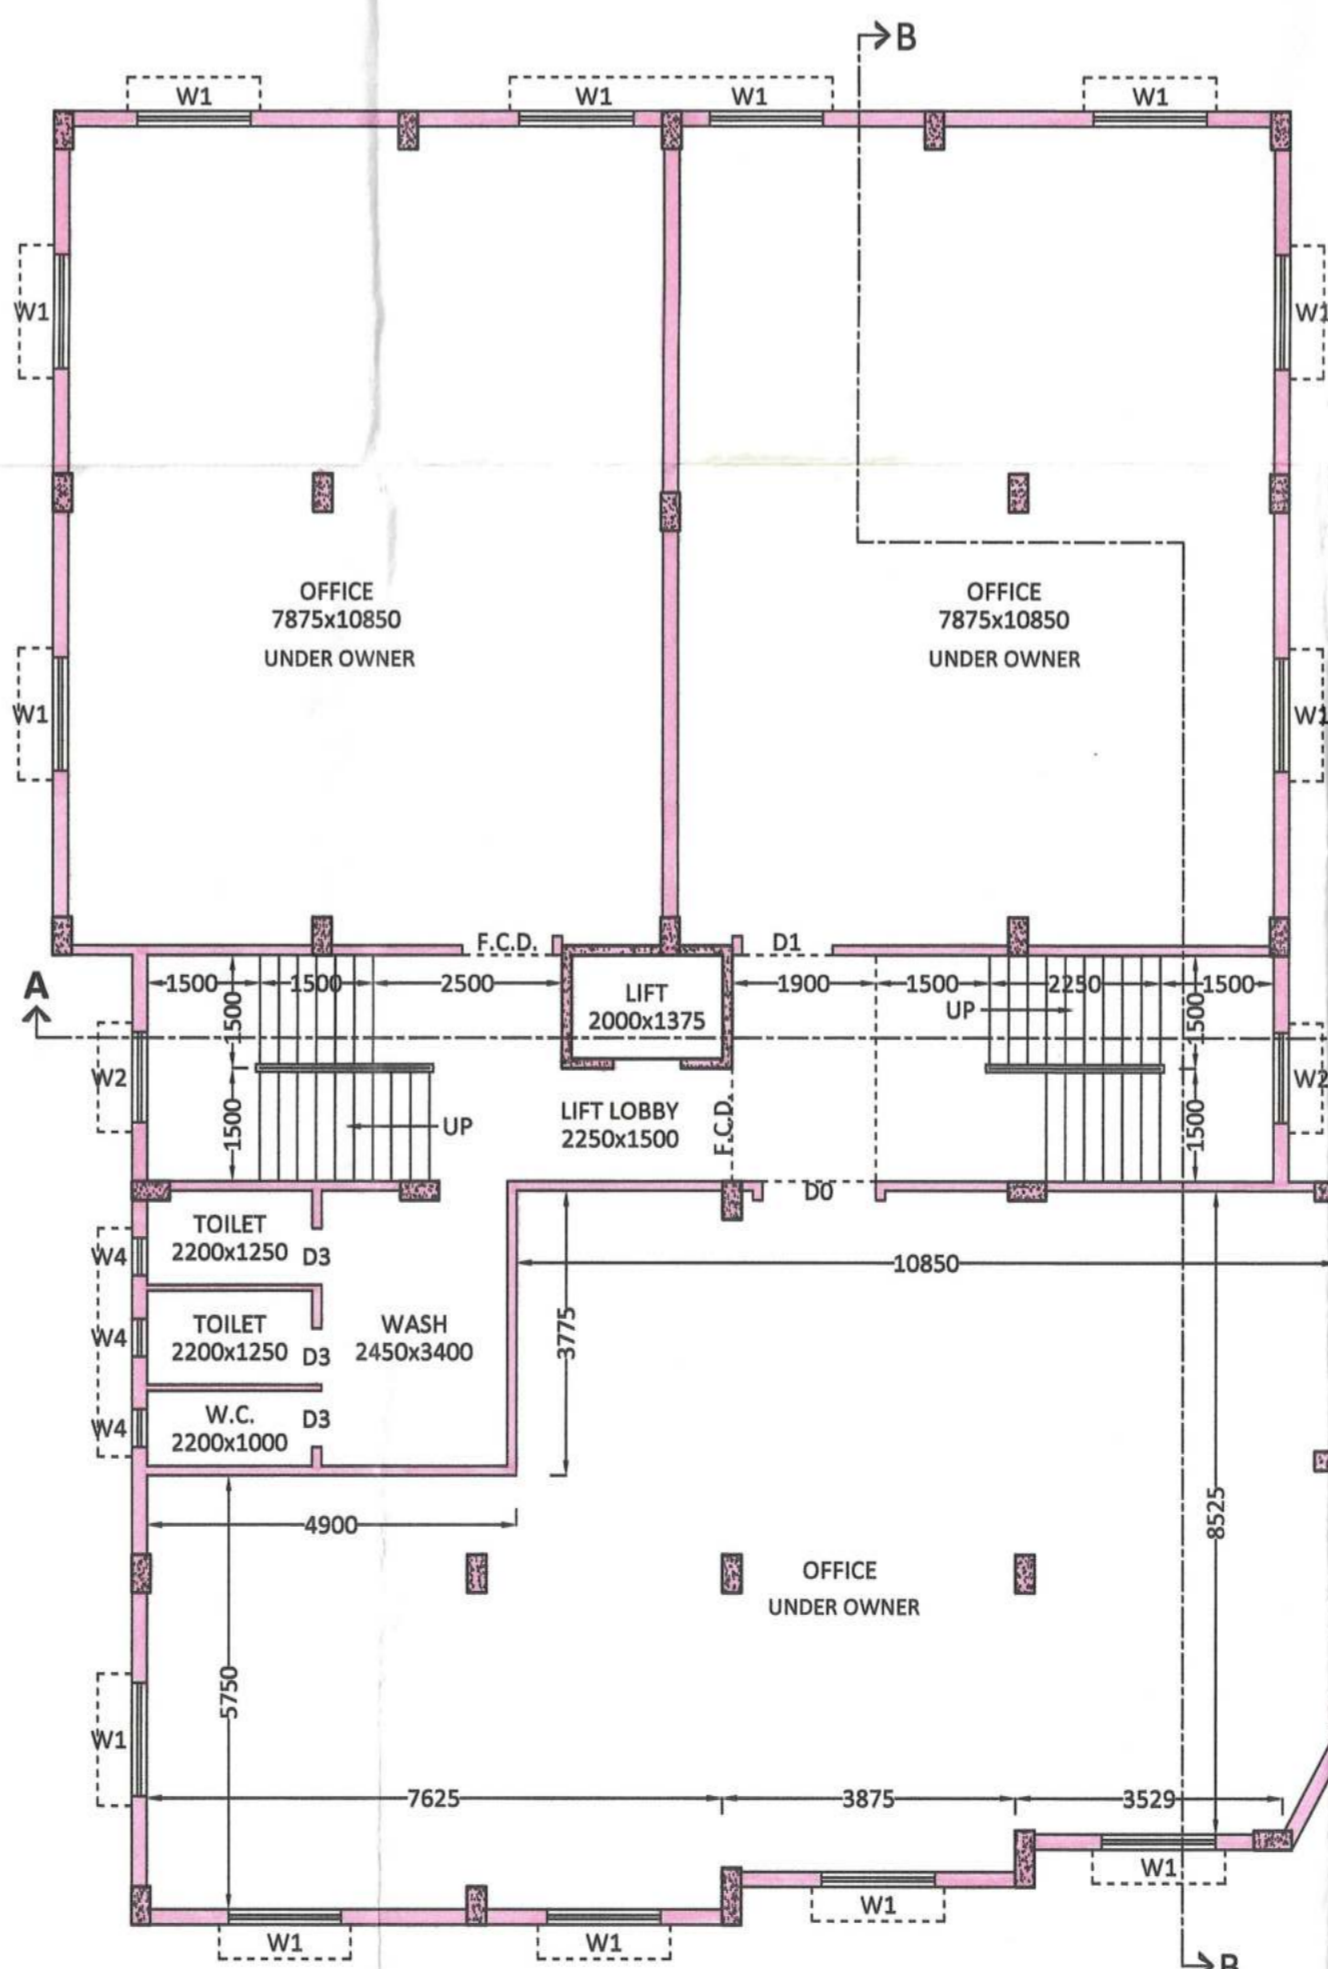 B
W1
W1
W1
W1
W1
W1
OFFICE
7875x10850
UNDER OWNER
OFFICE
7875x10850
UNDER OWNER
W1
W1
F.C.D.
D1
A
1500
1500
2500
LIFT
2000x1375
1900
1500
2250
1500
UP
1500
1500
W2
W2
1500
UP
LIFT LOBBY
2250x1500
F.C.D.
1500
D0
TOILET
2200x1250
W4
D3
10850
TOILET
2200x1250
W4
D3
WASH
2450x3400
3775
W.C.
2200x1000
W4
D3
4900
8525
OFFICE
UNDER OWNER
5750
W1
7625
3875
3529
W1
W1
W1
W1
B